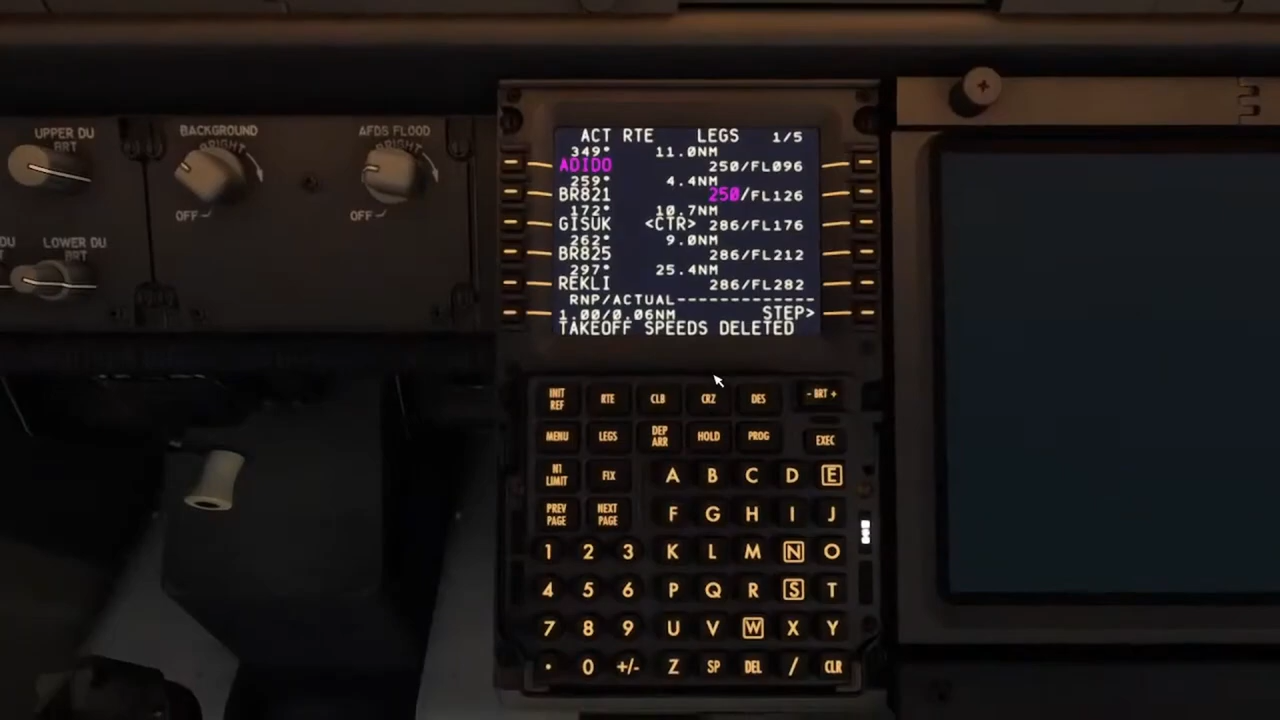 UPPER DU
BRT
BACKGROUND
BRIGHT
OFF
AFDS FLOOD
BRIGHT
OFF
DU
LOWER DU
BRT
ACT RTE LEGS 1/5
349° 11.0NM
ADIDO 250/FL096
259° 4.4NM
BR821 250/FL126
172° 10.7NM
GISUK <CTR> 286/FL176
262° 9.0NM
BR825 286/FL212
297° 25.4NM
REKLI 286/FL282
RNP/ACTUAL-------------
1.00/0.06NM STEP>
TAKEOFF SPEEDS DELETED
INIT REF RTE CLB CRZ DES - BRT +
MENU LEGS DEP ARR HOLD PROG EXEC
N1 LIMIT FIX A B C D E
PREV PAGE NEXT PAGE F G H I J
1 2 3 K L M N O
4 5 6 P Q R S T
7 8 9 U V W X Y
. 0 +/- Z SP DEL / CLR